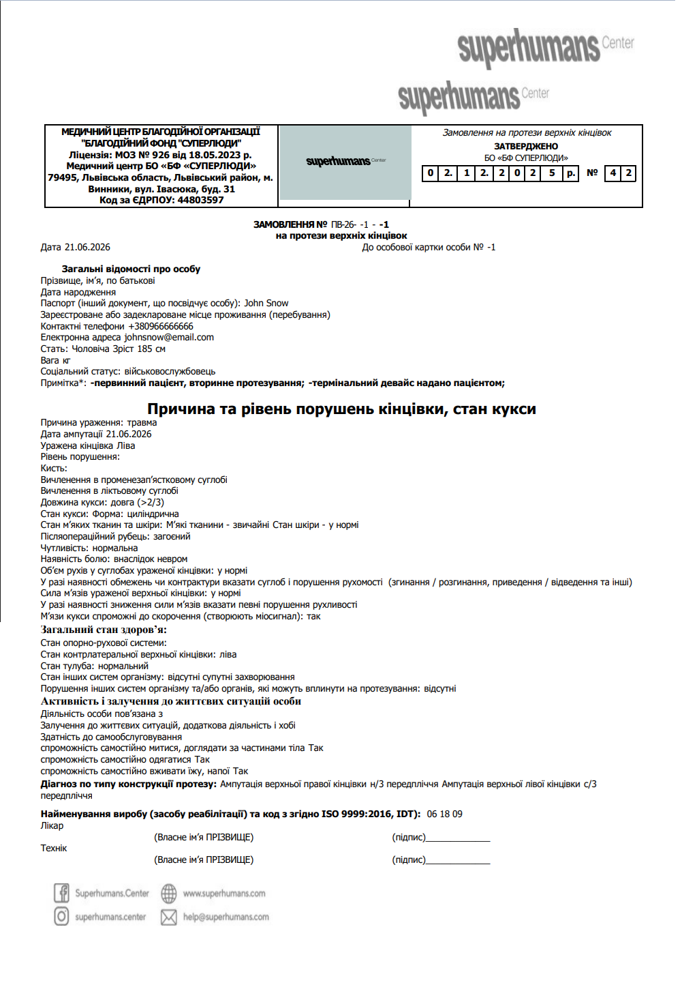 superhumans Center
superhumans Center
МЕДИЧНИЙ ЦЕНТР БЛАГОДІЙНОЇ ОРГАНІЗАЦІЇ
"БЛАГОДІЙНИЙ ФОНД "СУПЕРЛЮДИ"
Ліцензія: МОЗ № 926 від 18.05.2023 р.
Медичний центр БО «БФ «СУПЕРЛЮДИ»
79495, Львівська область, Львівський район, м.
Винники, вул. Івасюка, буд. 31
Код за ЄДРПОУ: 44803597
superhumans Center
Замовлення на протези верхніх кінцівок
ЗАТВЕРДЖЕНО
БО «БФ СУПЕРЛЮДИ»
0 2. 1 2. 2 0 2 5 р. № 4 2
ЗАМОВЛЕННЯ № ПВ-26- -1 - -1
на протези верхніх кінцівок
Дата 21.06.2026 До особової картки особи № -1
Загальні відомості про особу
Прізвище, ім’я, по батькові
Дата народження
Паспорт (інший документ, що посвідчує особу): John Snow
Зареєстроване або задеклароване місце проживання (перебування)
Контактні телефони +380966666666
Електронна адреса johnsnow@email.com
Стать: Чоловіча Зріст 185 см
Вага кг
Соціальний статус: військовослужбовець
Примітка*: -первинний пацієнт, вторинне протезування; -термінальний девайс надано пацієнтом;
Причина та рівень порушень кінцівки, стан кукси
Причина ураження: травма
Дата ампутації 21.06.2026
Уражена кінцівка Ліва
Рівень порушення:
Кисть:
Вичленення в променезап’ястковому суглобі
Вичленення в ліктьовому суглобі
Довжина кукси: довга (>2/3)
Стан кукси: Форма: циліндрична
Стан м’яких тканин та шкіри: М’які тканини - звичайні Стан шкіри - у нормі
Післяопераційний рубець: загоєний
Чутливість: нормальна
Наявність болю: внаслідок невром
Об’єм рухів у суглобах ураженої кінцівки: у нормі
У разі наявності обмежень чи контрактури вказати суглоб і порушення рухомості (згинання / розгинання, приведення / відведення та інші)
Сила м’язів ураженої верхньої кінцівки: у нормі
У разі наявності зниження сили м’язів вказати певні порушення рухливості
М’язи кукси спроможні до скорочення (створюють міосигнал): так
Загальний стан здоров’я:
Стан опорно-рухової системи:
Стан контрлатеральної верхньої кінцівки: ліва
Стан тулуба: нормальний
Стан інших систем організму: відсутні супутні захворювання
Порушення інших систем організму та/або органів, які можуть вплинути на протезування: відсутні
Активність і залучення до життєвих ситуацій особи
Діяльність особи пов’язана з
Залучення до життєвих ситуацій, додаткова діяльність і хобі
Здатність до самообслуговування
спроможність самостійно митися, доглядати за частинами тіла Так
спроможність самостійно одягатися Так
спроможність самостійно вживати їжу, напої Так
Діагноз по типу конструкції протезу: Ампутація верхньої правої кінцівки н/3 передпліччя Ампутація верхньої лівої кінцівки с/3
передпліччя
Найменування виробу (засобу реабілітації) та код з згідно ISO 9999:2016, IDT): 06 18 09
Лікар
(Власне ім’я ПРІЗВИЩЕ) (підпис)______________
Технік
(Власне ім’я ПРІЗВИЩЕ) (підпис)______________
Superhumans.Center www.superhumans.com
superhumans.center help@superhumans.com